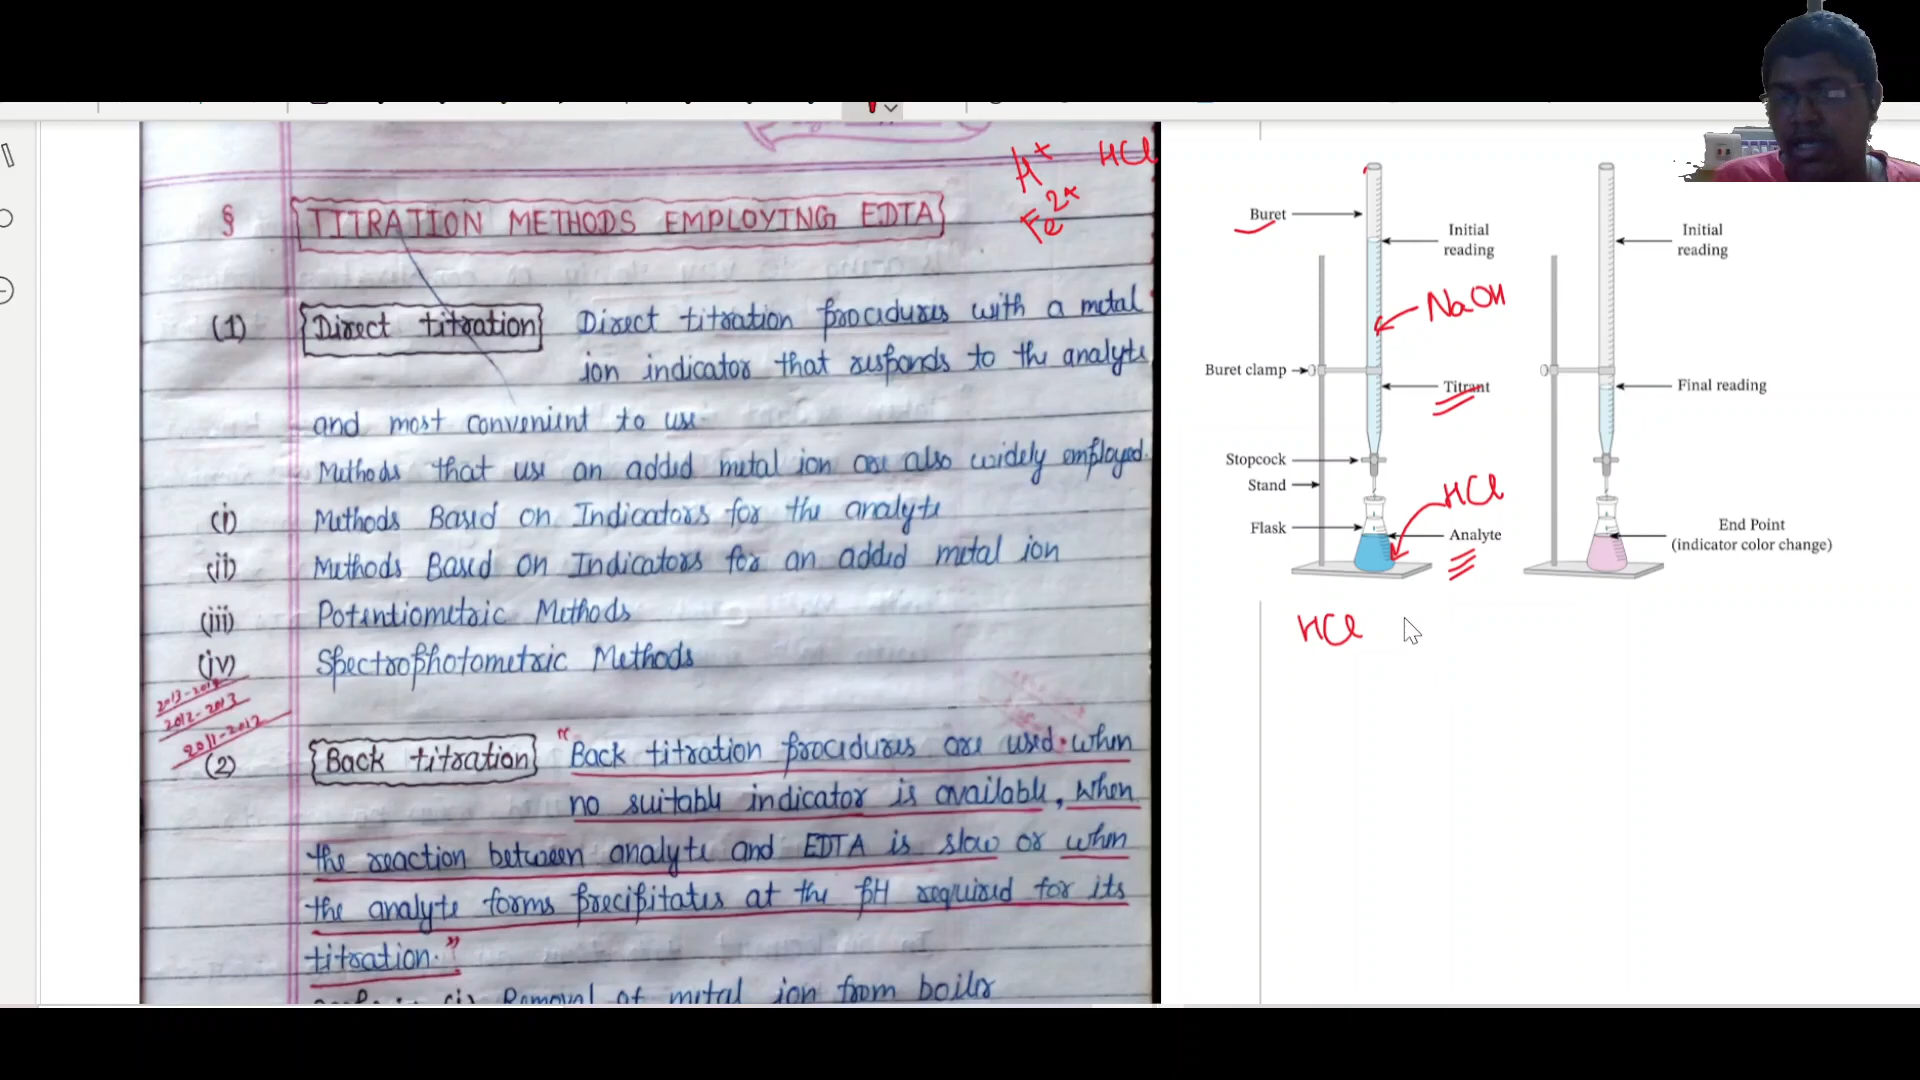 H+ HCl
Fe2+
§ TITRATION METHODS EMPLOYING EDTA
(1) Direct titration Direct titration procedures with a metal
ion indicator that responds to the analyte
and most convenient to use
Methods that use an added metal ion are also widely employed.
(i) Methods Based on Indicators for the analyte
(ii) Methods Based on Indicators for an added metal ion
(iii) Potentiometric Methods
(iv) Spectrophotometric Methods
2012-2013
2011-2012
(2) Back titration "Back titration procedures are used when
no suitable indicator is available, when
the reaction between analyte and EDTA is slow or when
the analyte forms precipitates at the pH required for its
titration."
(i) Removal of metal ion from boiler
Buret
Initial
reading
NaOH
Buret clamp
Titrant
Stopcock
Stand
HCl
Flask
Analyte
HCl
Initial
reading
Final reading
End Point
(indicator color change)